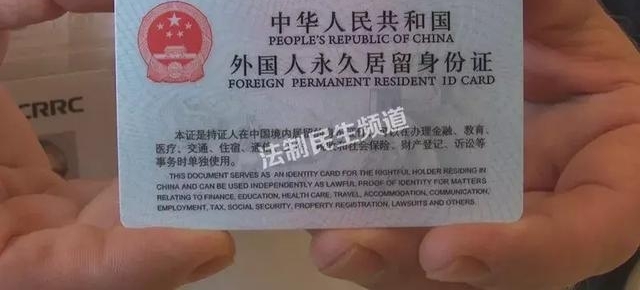 中华人民共和国
PEOPLE'S REPUBLIC OF CHINA
外国人永久居留身份证
FOREIGN PERMANENT RESIDENT ID CARD
CRRC
本证是持证人在中国境内居留 在办理金融、教育、
医疗、交通、住宿、通 和社会保险、财产登记、诉讼等
事务时单独使用。
法制民生频道
THIS DOCUMENT SERVES AS AN IDENTITY CARD FOR THE RIGHTFUL HOLDER RESIDING IN
CHINA AND CAN BE USED INDEPENDENTLY AS LAWFUL PROOF OF IDENTITY FOR MATTERS
RELATING TO FINANCE, EDUCATION, HEALTH CARE, TRAVEL, ACCOMMODATION, COMMUNICATION,
EMPLOYMENT, TAX, SOCIAL SECURITY, PROPERTY REGISTRATION, LAWSUITS AND OTHERS.